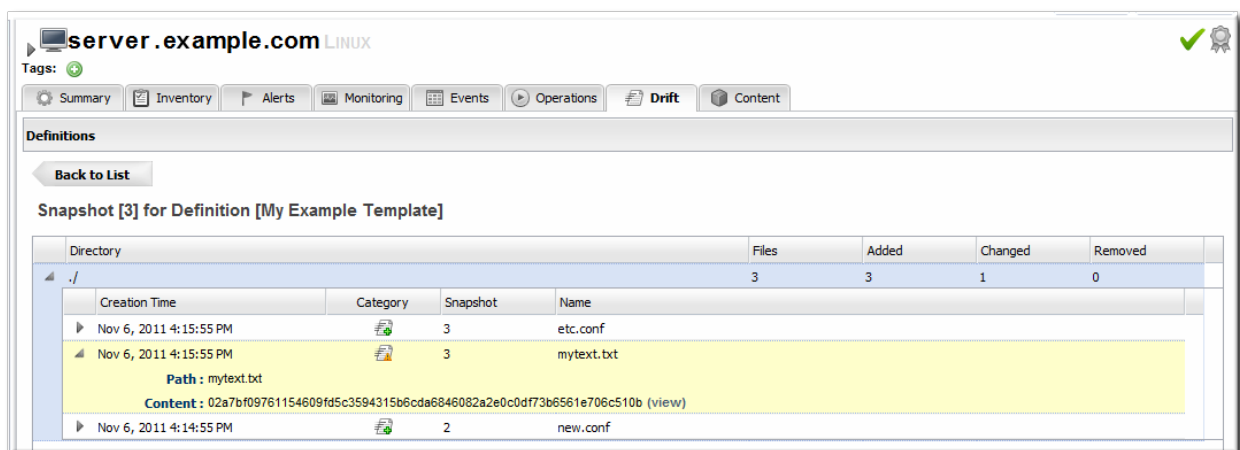 server.example.com LINUX
Tags:
Summary Inventory Alerts Monitoring Events Operations Drift Content
Definitions
Back to List
Snapshot [3] for Definition [My Example Template]
Directory Files Added Changed Removed
./ 3 3 1 0
Creation Time Category Snapshot Name
Nov 6, 2011 4:15:55 PM 3 etc.conf
Nov 6, 2011 4:15:55 PM 3 mytext.txt
Path : mytext.txt
Content : 02a7bf09761154609fd5c3594315b6cda6846082a2e0c0df73b6561e706c510b (view)
Nov 6, 2011 4:14:55 PM 2 new.conf